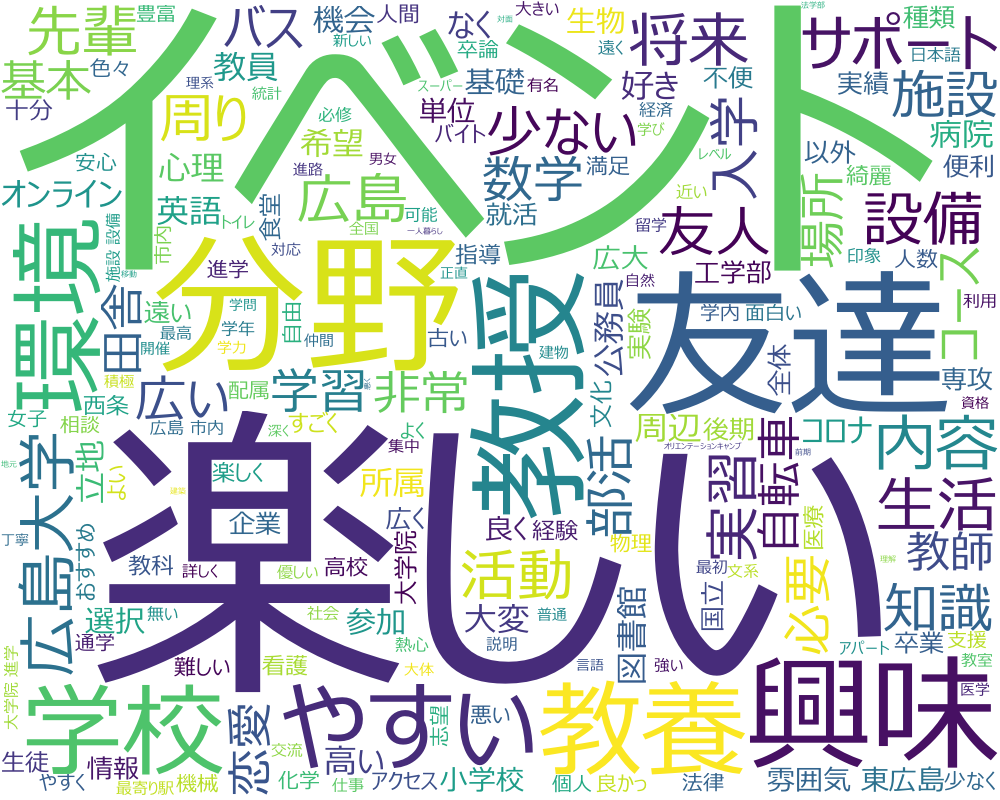 先輩
豊富
バス
機会
人間
なく
対面
大きい
生物
将来
法学部
サポート
種類
日本語
イベント
基本
色々
教員
新しい
卒論
遠く
不便
実績
施設
十分
理系
統計
スーパー
基礎
有名
好き
経済
学び
病院
周り
必修
単位
バイト
少ない
レベル
入学
以外
便利
安心
心理
希望
男女
進路
数学
満足
綺麗
オンライン
英語
トイレ
食堂
広島
全国
可能
一人暮らし
就活
近い
留学
友人
場所
設備
市内
施設 設備
移動
環境
進学
対応
分野
指導
正直
広大
自然
工学部
印象
人数
コース
利用
田舎
遠い
最高
開催
学問
学年
学力
自由
仲間
古い
教授
建物
公務員
実験
学内
面白い
友達
全体
専攻
資格
積極
広い
配属
学習
働く
非常
文化
女子
西条
相談
広島 市内
深く
すごく
集中
よく
周辺
後期
オリエンテーションキャンプ
自転車
前期
コロナ
内容
広島大学
地元
立地
よい
建築
楽しく
楽しい
所属
広く
良く
経験
部活
実習
生活
丁寧
おすすめ
企業
大学院
活動
物理
最初
文系
医療
教師
教科
詳しく
優しい
高校
理解
選択
無い
社会
参加
大変
普通
図書館
国立
必要
知識
通学
熱心
説明
言語
強い
アパート
卒業
支援
教室
大学院 進学
難しい
看護
大体
学校
やすい
教養
興味
医学
恋愛
志望
悪い
高い
生徒
情報
交流
やすく
最寄り駅
機械
化学
仕事
アクセス
小学校
個人
良かっ
法律
雰囲気
東広島
少なく